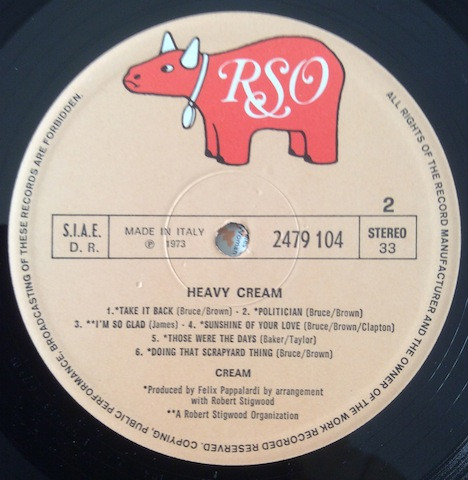 RSO
2
S.I.A.E.
D. R.
MADE IN ITALY
℗ 1973
2479 104
STEREO
33
HEAVY CREAM
1.*TAKE IT BACK (Bruce/Brown) - 2. *POLITICIAN (Bruce/Brown)
3. **I'M SO GLAD (James) - 4. *SUNSHINE OF YOUR LOVE (Bruce/Brown/Clapton)
5. *THOSE WERE THE DAYS (Baker/Taylor)
6. *DOING THAT SCRAPYARD THING (Bruce/Brown)
CREAM
*Produced by Felix Pappalardi by arrangement
with Robert Stigwood
**A Robert Stigwood Organization
ALL RIGHTS OF THE RECORD MANUFACTURER AND THE OWNER OF THE WORK RECORDED RESERVED. COPYING, PUBLIC PERFORMANCE, BROADCASTING OF THESE RECORDS ARE FORBIDDEN.